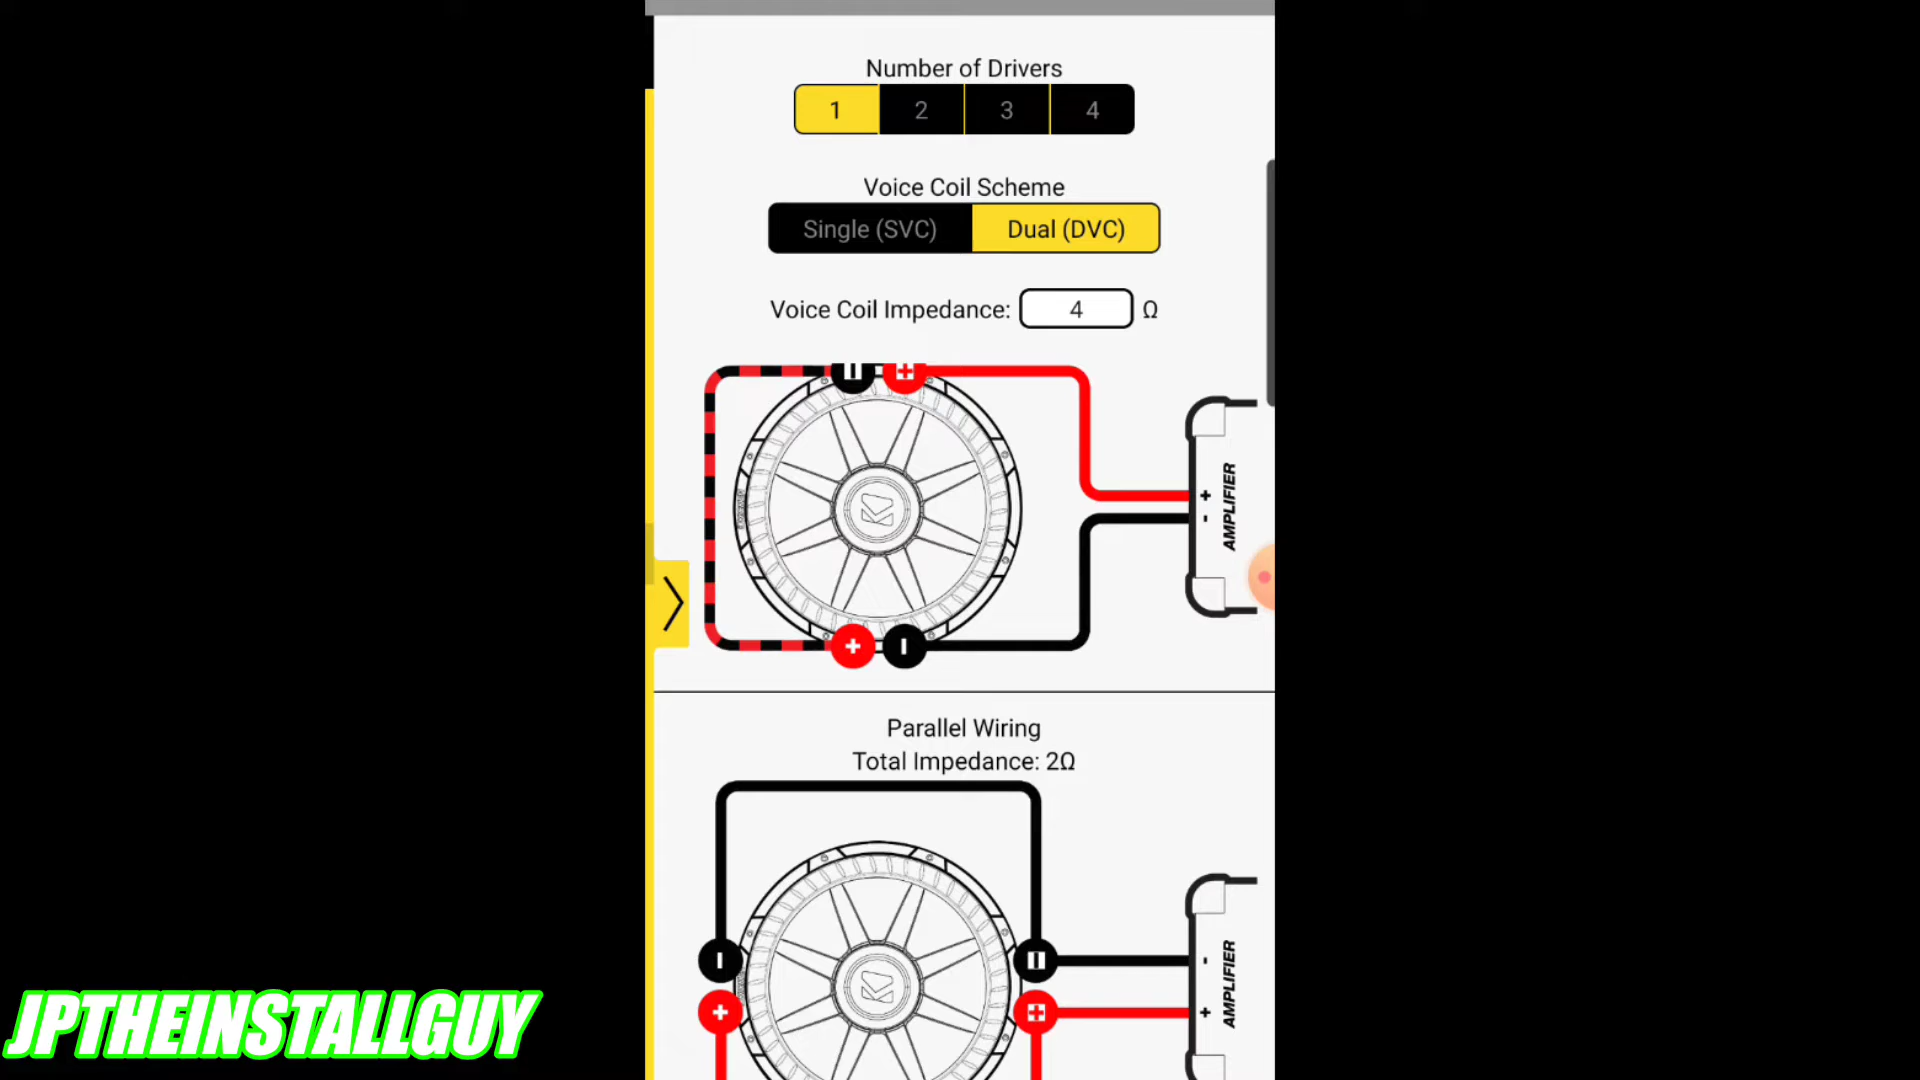 Number of Drivers
1 2 3 4
Voice Coil Scheme
Single (SVC) Dual (DVC)
Voice Coil Impedance: 4 Ω
+ - AMPLIFIER
Parallel Wiring
Total Impedance: 2Ω
- + AMPLIFIER
JPTHEINSTALLGUY